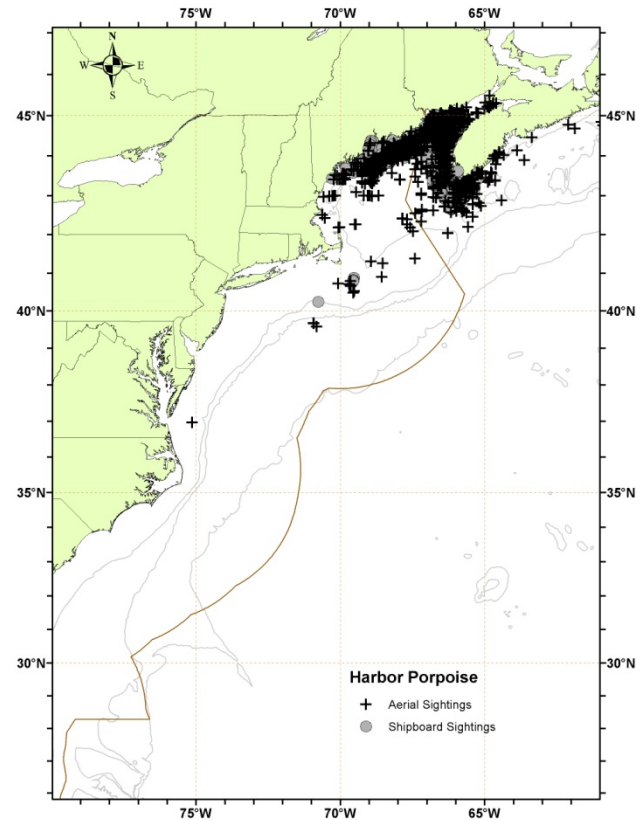 75°W 70°W 65°W
N
W E
S
45°N 45°N
40°N 40°N
35°N 35°N
30°N 30°N
Harbor Porpoise
Aerial Sightings
Shipboard Sightings
75°W 70°W 65°W